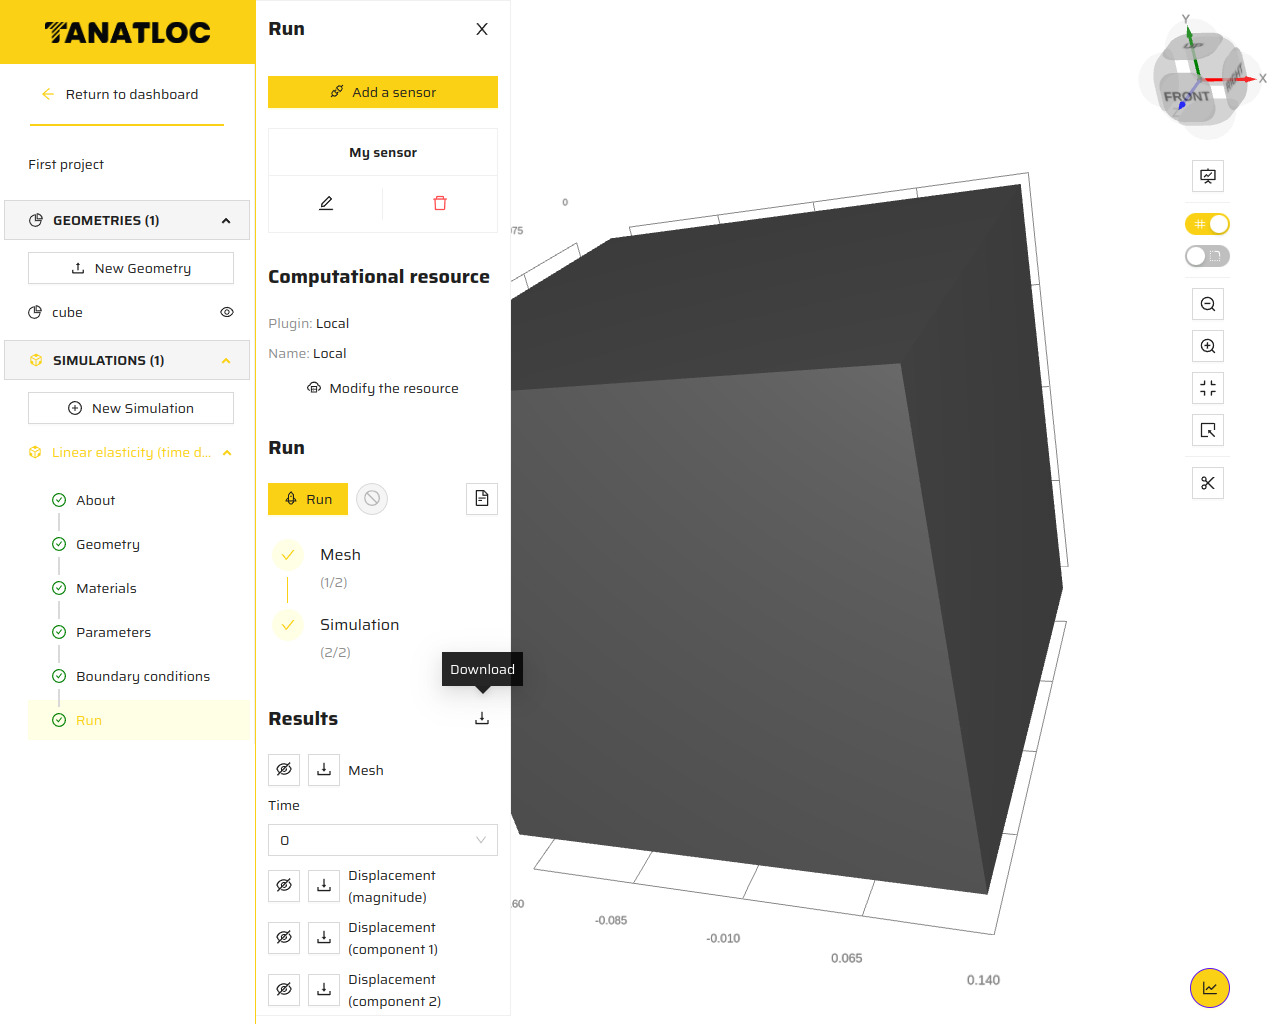 TANATLOC
Return to dashboard
First project
GEOMETRIES (1)
New Geometry
cube
SIMULATIONS (1)
New Simulation
Linear elasticity (time d...
About
Geometry
Materials
Parameters
Boundary conditions
Run
Run
Add a sensor
My sensor
Computational resource
Plugin: Local
Name: Local
Modify the resource
Run
Run
Mesh
(1/2)
Simulation
(2/2)
Download
Results
Mesh
Time
0
Displacement
(magnitude)
Displacement
(component 1)
Displacement
(component 2)
0
75
60
-0.085
-0.010
0.065
0.140
Y
UP
X
RIGHT
FRONT
Z